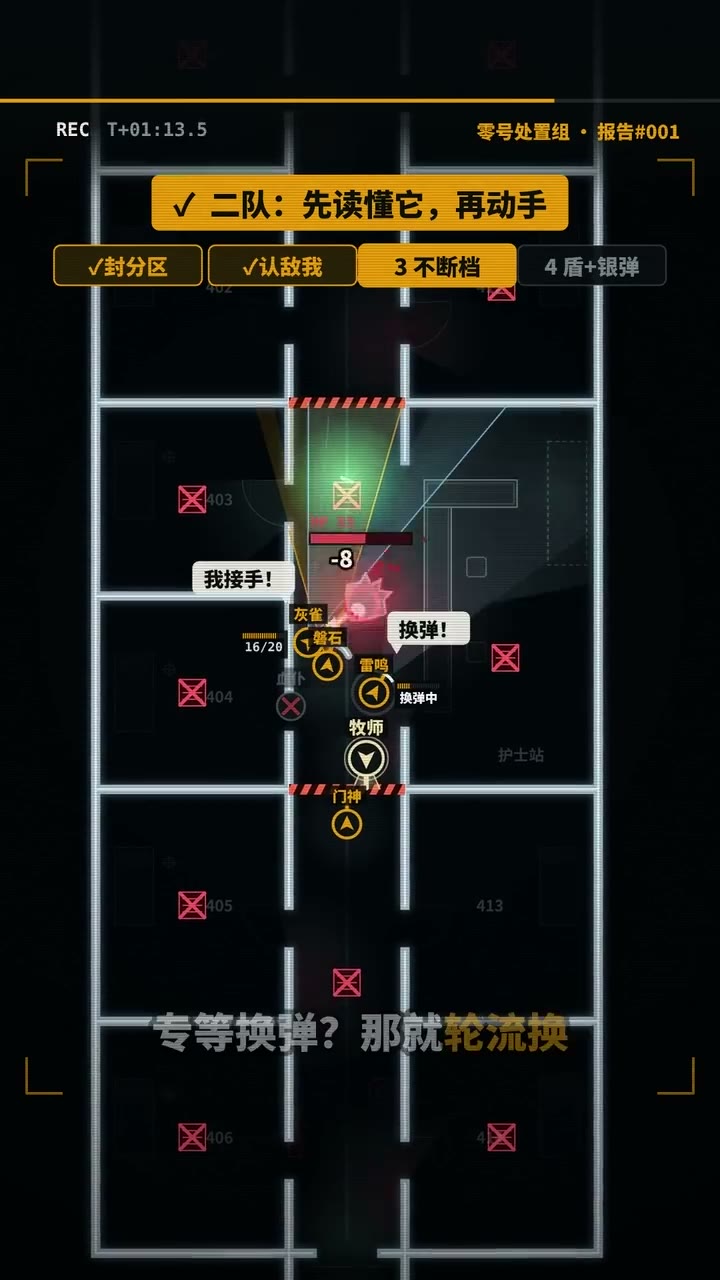 REC T+01:13.5
零号处置组 · 报告#001
✓ 二队：先读懂它，再动手
✓封分区
✓认敌我
3 不断档
4 盾+银弹
402
403
-8
我接手！
灰雀
磐石
16/20
换弹！
雷鸣
换弹中
404
牧师
护士站
门神
405
413
专等换弹？那就轮流换
406